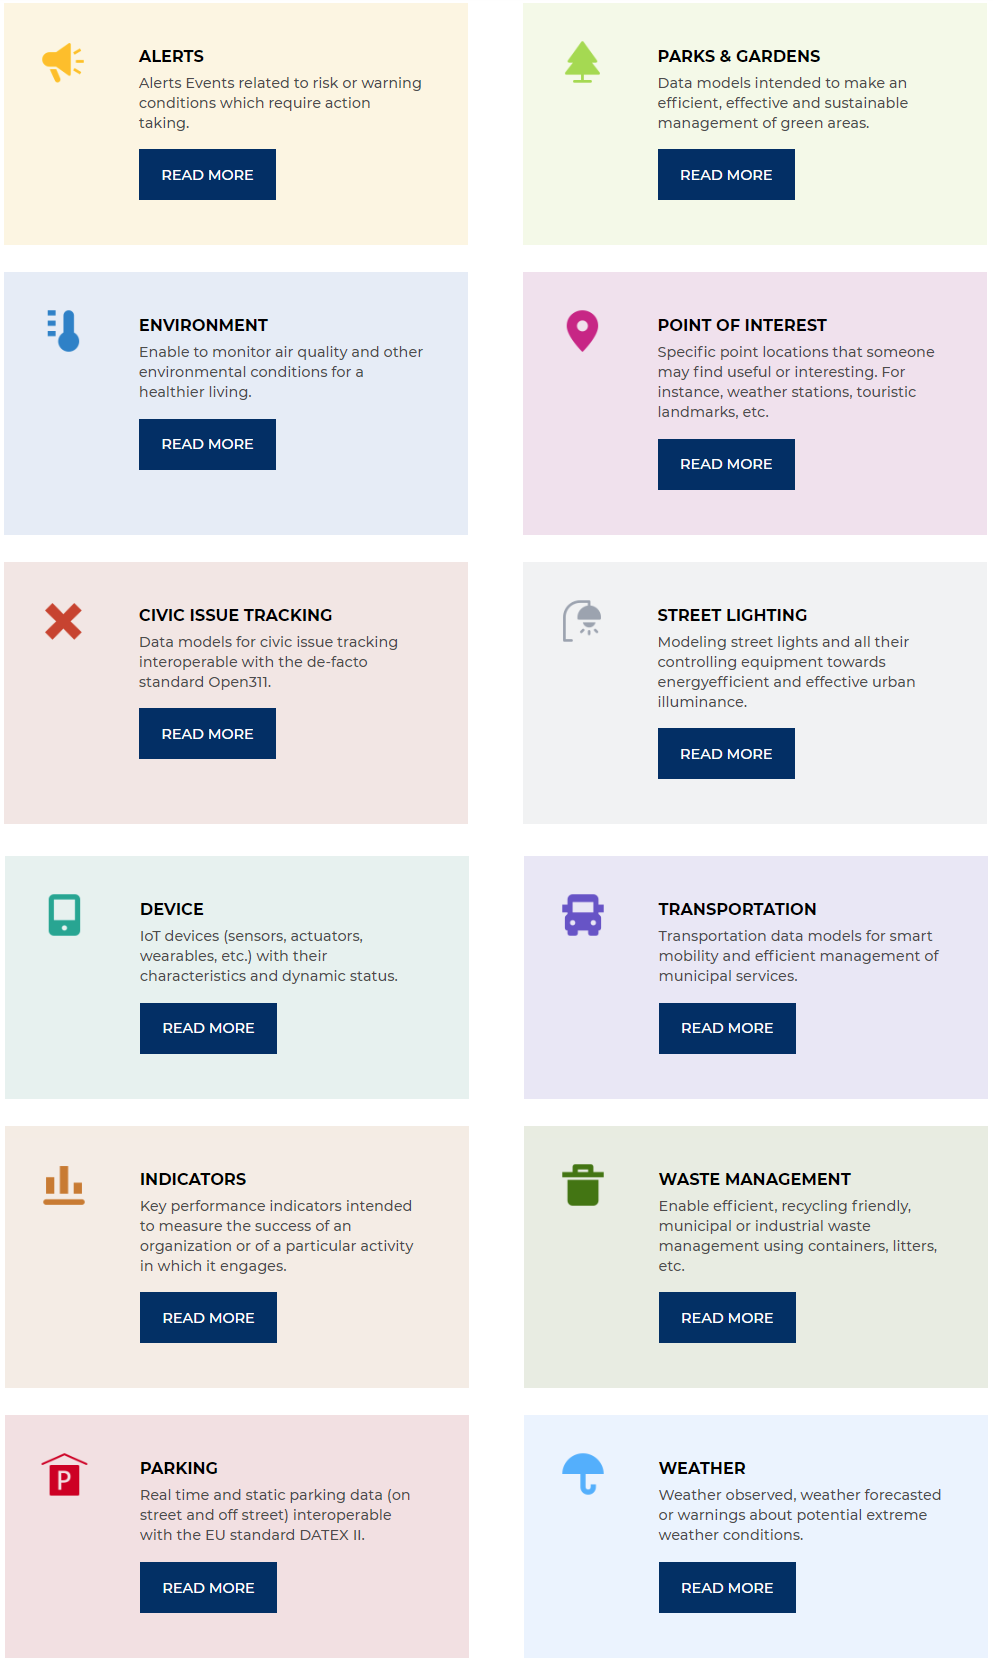 ALERTS
Alerts Events related to risk or warning
conditions which require action
taking.
READ MORE
PARKS & GARDENS
Data models intended to make an
efficient, effective and sustainable
management of green areas.
READ MORE
ENVIRONMENT
Enable to monitor air quality and other
environmental conditions for a
healthier living.
READ MORE
POINT OF INTEREST
Specific point locations that someone
may find useful or interesting. For
instance, weather stations, touristic
landmarks, etc.
READ MORE
CIVIC ISSUE TRACKING
Data models for civic issue tracking
interoperable with the de-facto
standard Open311.
READ MORE
STREET LIGHTING
Modeling street lights and all their
controlling equipment towards
energyefficient and effective urban
illuminance.
READ MORE
DEVICE
IoT devices (sensors, actuators,
wearables, etc.) with their
characteristics and dynamic status.
READ MORE
TRANSPORTATION
Transportation data models for smart
mobility and efficient management of
municipal services.
READ MORE
INDICATORS
Key performance indicators intended
to measure the success of an
organization or of a particular activity
in which it engages.
READ MORE
WASTE MANAGEMENT
Enable efficient, recycling friendly,
municipal or industrial waste
management using containers, litters,
etc.
READ MORE
P
PARKING
Real time and static parking data (on
street and off street) interoperable
with the EU standard DATEX II.
READ MORE
WEATHER
Weather observed, weather forecasted
or warnings about potential extreme
weather conditions.
READ MORE